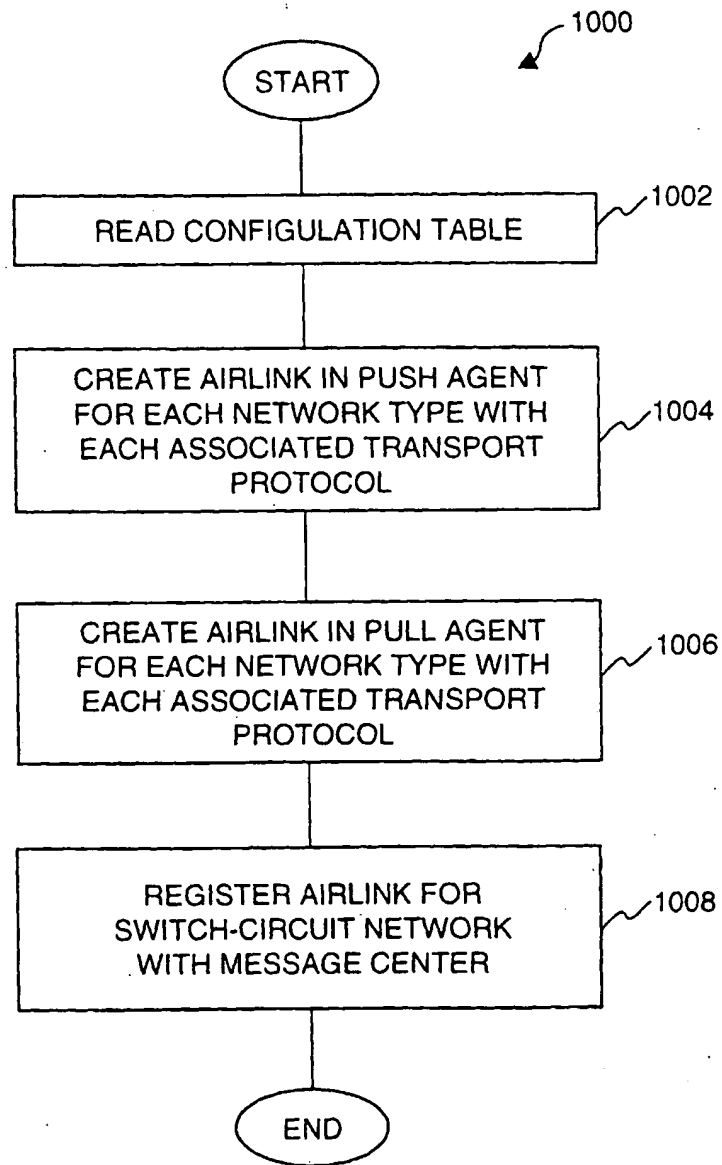 1000
START
READ CONFIGULATION TABLE
1002
CREATE AIRLINK IN PUSH AGENT
FOR EACH NETWORK TYPE WITH
EACH ASSOCIATED TRANSPORT
PROTOCOL
1004
CREATE AIRLINK IN PULL AGENT
FOR EACH NETWORK TYPE WITH
EACH ASSOCIATED TRANSPORT
PROTOCOL
1006
REGISTER AIRLINK FOR
SWITCH-CIRCUIT NETWORK
WITH MESSAGE CENTER
1008
END